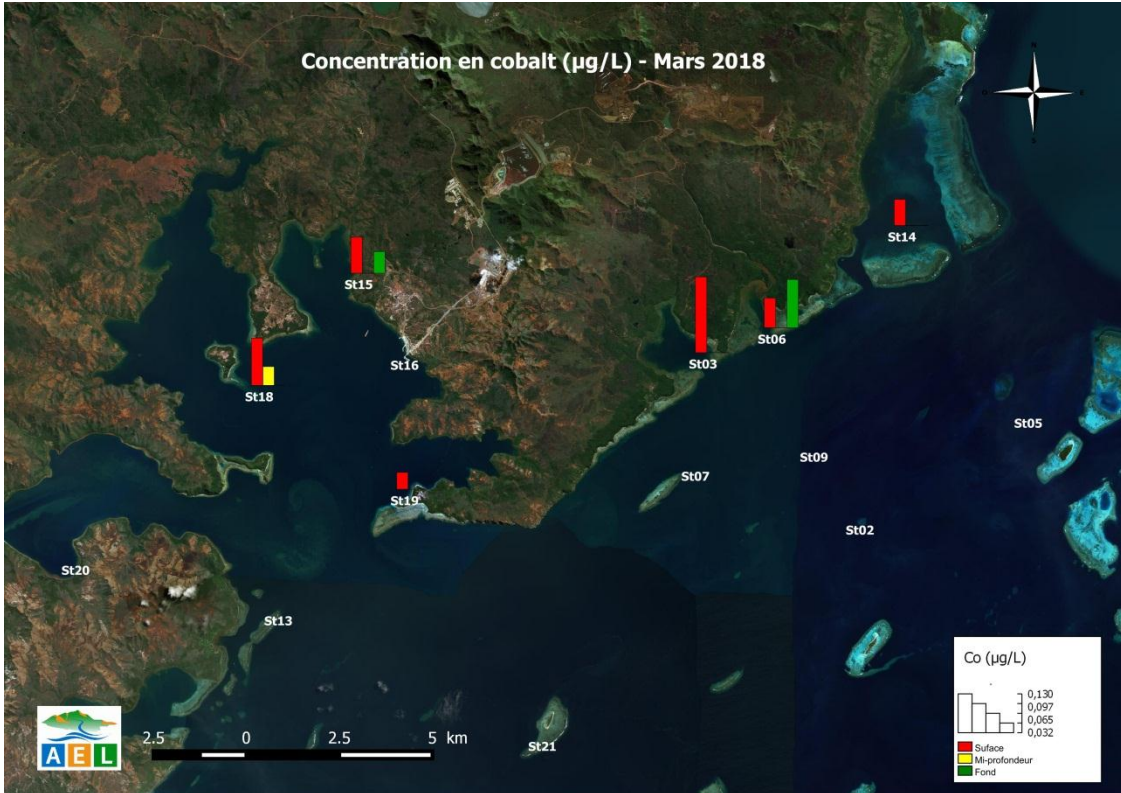 Concentration en cobalt (µg/L) - Mars 2018
N
O
E
S
St14
St15
St06
St03
St16
St18
St05
St09
St07
St19
St02
St20
St13
St21
Co (µg/L)
0,130
0,097
0,065
0,032
Suface
Mi-profondeur
Fond
AEL
2.5 0 2.5 5 km